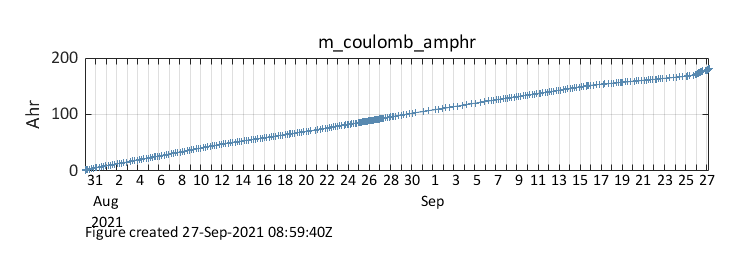 m_coulomb_amphr
200
100
0
Ahr
31 2 4 6 8 10 12 14 16 18 20 22 24 26 28 30 1 3 5 7 9 11 13 15 17 19 21 23 25 27
Aug Sep
2021
Figure created 27-Sep-2021 08:59:40Z